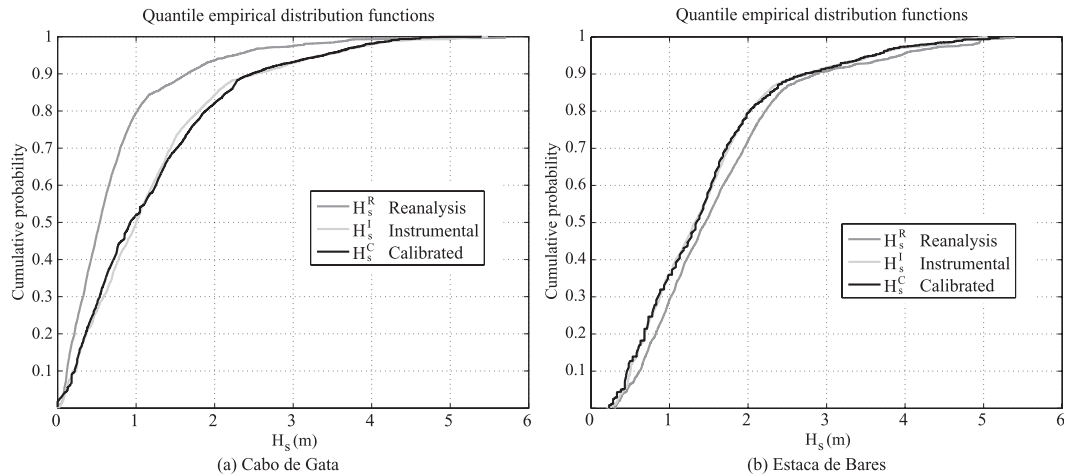 Quantile empirical distribution functions
1
0.9
0.8
0.7
0.6
0.5
0.4
0.3
0.2
0.1
Cumulative probability
H_s^R Reanalysis
H_s^I Instrumental
H_s^C Calibrated
0 1 2 3 4 5 6
H_s (m)
(a) Cabo de Gata
Quantile empirical distribution functions
1
0.9
0.8
0.7
0.6
0.5
0.4
0.3
0.2
0.1
Cumulative probability
H_s^R Reanalysis
H_s^I Instrumental
H_s^C Calibrated
0 1 2 3 4 5 6
H_s (m)
(b) Estaca de Bares